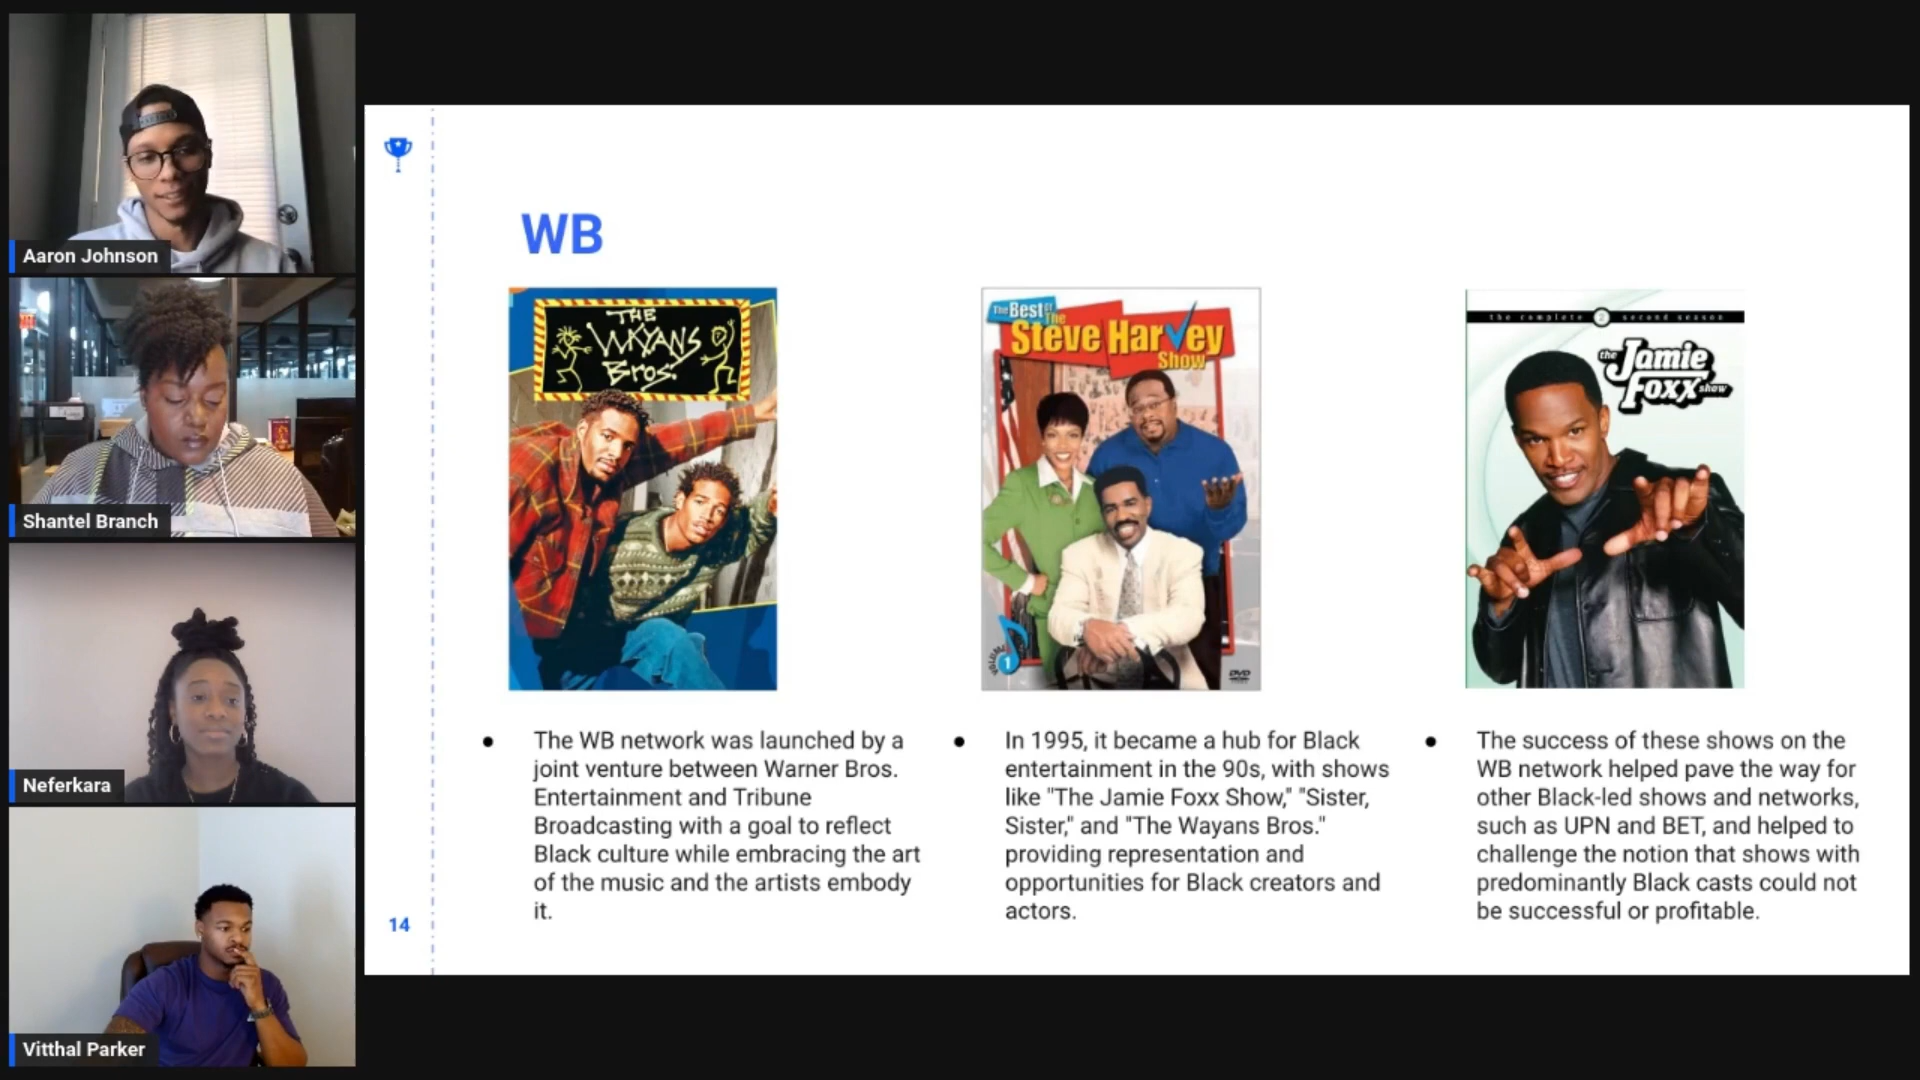 Aaron Johnson
Shantel Branch
Neferkara
Vitthal Parker
WB
THE
WAYANS
Bros.
The Best of
The
Steve Harvey
Show
VOLUME
1
DVD
the complete 2 second season
the
Jamie
Foxx show
● The WB network was launched by a
joint venture between Warner Bros.
Entertainment and Tribune
Broadcasting with a goal to reflect
Black culture while embracing the art
of the music and the artists embody
it.
● In 1995, it became a hub for Black
entertainment in the 90s, with shows
like "The Jamie Foxx Show," "Sister,
Sister," and "The Wayans Bros."
providing representation and
opportunities for Black creators and
actors.
● The success of these shows on the
WB network helped pave the way for
other Black-led shows and networks,
such as UPN and BET, and helped to
challenge the notion that shows with
predominantly Black casts could not
be successful or profitable.
14